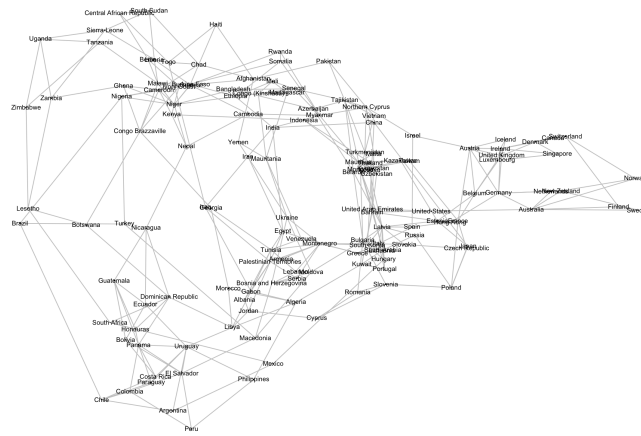 South Sudan
Central African Republic
Haiti
Sierra Leone
Uganda
Tanzania
Rwanda
Somalia
Pakistan
Togo
Chad
Afghanistan
Mali
Ghana
Cameroon
Bangladesh
Senegal
Ethiopia
Madagascar
Nigeria
Zambia
Zimbabwe
Niger
Tajikistan
Azerbaijan
Northern Cyprus
Kenya
Cambodia
Myanmar
Vietnam
Indonesia
China
India
Congo Brazzaville
Israel
Nepal
Yemen
Iran
Mauritania
Turkmenistan
Uzbekistan
Iceland
Canada
Switzerland
Denmark
Austria
Ireland
United Kingdom
Luxembourg
Singapore
Norway
Belgium
Germany
New Zealand
Finland
Australia
Georgia
Lesotho
Brazil
Botswana
Turkey
Nicaragua
United Arab Emirates
Bahrain
United States
Ukraine
Egypt
Latvia
Spain
Russia
Venezuela
Montenegro
Bulgaria
Slovakia
Czech Republic
Tunisia
Armenia
Palestinian Territories
Greece
Hungary
Kuwait
Portugal
Lebanon
Moldova
Serbia
Bosnia and Herzegovina
Slovenia
Poland
Morocco
Gabon
Romania
Albania
Algeria
Guatemala
Dominican Republic
Ecuador
Jordan
Cyprus
South Africa
Honduras
Libya
Bolivia
Panama
Uruguay
Macedonia
Mexico
El Salvador
Costa Rica
Paraguay
Philippines
Colombia
Chile
Argentina
Peru